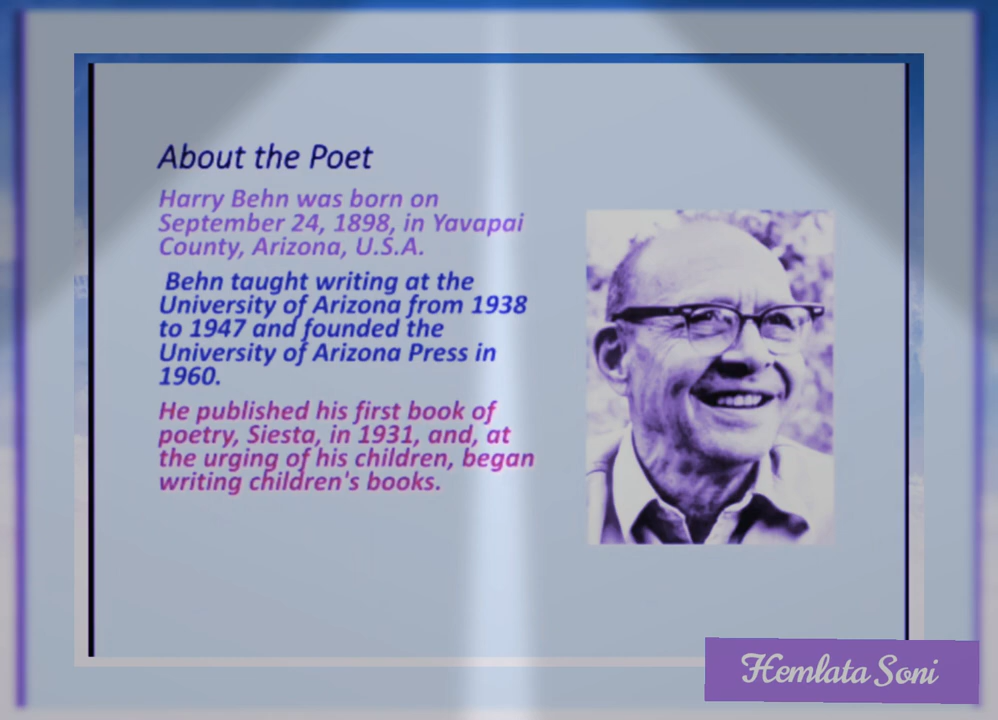 About the Poet
Harry Behn was born on
September 24, 1898, in Yavapai
County, Arizona, U.S.A.
Behn taught writing at the
University of Arizona from 1938
to 1947 and founded the
University of Arizona Press in
1960.
He published his first book of
poetry, Siesta, in 1931, and, at
the urging of his children, began
writing children's books.
Hemlata Soni